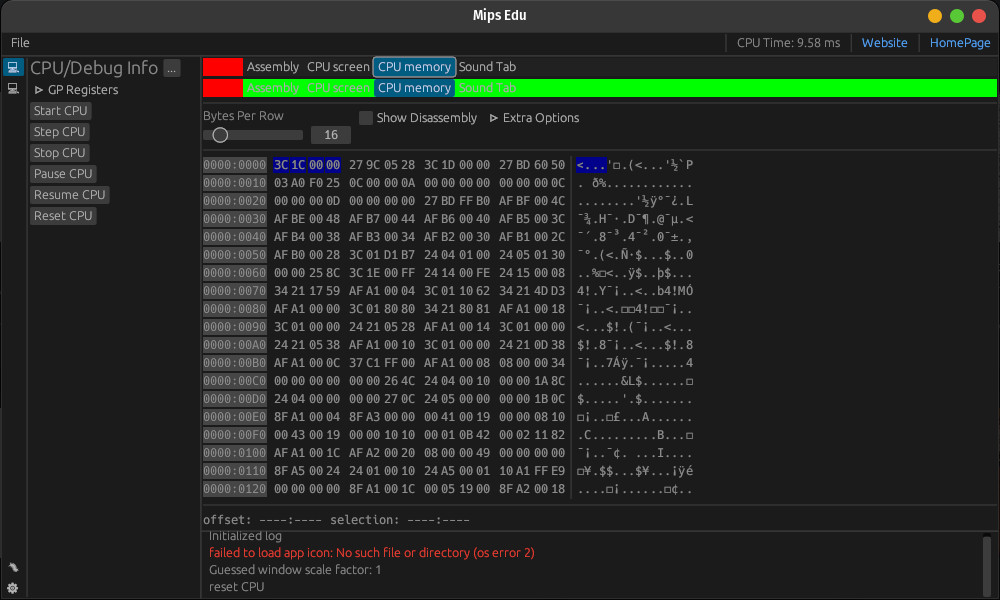 Mips Edu
File CPU Time: 9.58 ms Website HomePage
CPU/Debug Info ...
GP Registers
Start CPU
Step CPU
Stop CPU
Pause CPU
Resume CPU
Reset CPU
Assembly CPU screen CPU memory Sound Tab
Assembly CPU screen CPU memory Sound Tab
Bytes Per Row
16 Show Disassembly Extra Options
0000:0000 3C 1C 00 00 27 9C 05 28 3C 1D 00 00 27 BD 60 50 <...'□.(<...'½`P
0000:0010 03 A0 F0 25 0C 00 00 0A 00 00 00 00 00 00 00 0C . ð%............
0000:0020 00 00 00 0D 00 00 00 00 27 BD FF B0 AF BF 00 4C ........'½ÿ°¯¿.L
0000:0030 AF BE 00 48 AF B7 00 44 AF B6 00 40 AF B5 00 3C ¯¾.H¯·.D¯¶.@¯µ.<
0000:0040 AF B4 00 38 AF B3 00 34 AF B2 00 30 AF B1 00 2C ¯´.8¯³.4¯².0¯±.,
0000:0050 AF B0 00 28 3C 01 D1 B7 24 04 01 00 24 05 01 30 ¯°.(<.Ñ·$...$..0
0000:0060 00 00 25 8C 3C 1E 00 FF 24 14 00 FE 24 15 00 08 ..%□<..ÿ$..þ$...
0000:0070 34 21 17 59 AF A1 00 04 3C 01 10 62 34 21 4D D3 4!.Y¯¡..<..b4!MÓ
0000:0080 AF A1 00 00 3C 01 80 80 34 21 80 81 AF A1 00 18 ¯¡..<.□□4!□□¯¡..
0000:0090 3C 01 00 00 24 21 05 28 AF A1 00 14 3C 01 00 00 <...$!.(¯¡..<...
0000:00A0 24 21 05 38 AF A1 00 10 3C 01 00 00 24 21 0D 38 $!.8¯¡..<...$!.8
0000:00B0 AF A1 00 0C 37 C1 FF 00 AF A1 00 08 08 00 00 34 ¯¡..7Áÿ.¯¡.....4
0000:00C0 00 00 00 00 00 00 26 4C 24 04 00 10 00 00 1A 8C ......&L$......□
0000:00D0 24 04 00 00 00 00 27 0C 24 05 00 00 00 00 1B 0C $.....'.$.......
0000:00E0 8F A1 00 04 8F A3 00 00 00 41 00 19 00 00 08 10 □¡..□£...A......
0000:00F0 00 43 00 19 00 00 10 10 00 01 0B 42 00 02 11 82 .C.........B...□
0000:0100 AF A1 00 1C AF A2 00 20 08 00 00 49 00 00 00 00 ¯¡..¯¢. ...I....
0000:0110 8F A5 00 24 24 01 00 10 24 A5 00 01 10 A1 FF E9 □¥.$$...$¥...¡ÿé
0000:0120 00 00 00 00 8F A1 00 1C 00 05 19 00 8F A2 00 18 ....□¡......□¢..
offset: ----:---- selection: ----:----
Initialized log
failed to load app icon: No such file or directory (os error 2)
Guessed window scale factor: 1
reset CPU